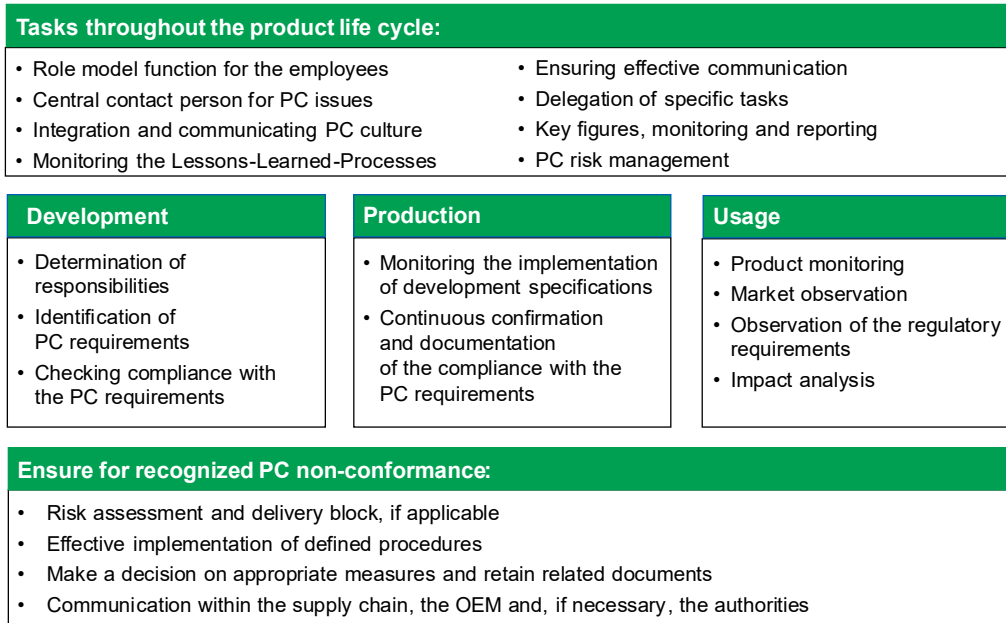 Tasks throughout the product life cycle:
• Role model function for the employees
• Central contact person for PC issues
• Integration and communicating PC culture
• Monitoring the Lessons-Learned-Processes
• Ensuring effective communication
• Delegation of specific tasks
• Key figures, monitoring and reporting
• PC risk management
Development
• Determination of
responsibilities
• Identification of
PC requirements
• Checking compliance with
the PC requirements
Production
• Monitoring the implementation
of development specifications
• Continuous confirmation
and documentation
of the compliance with the
PC requirements
Usage
• Product monitoring
• Market observation
• Observation of the regulatory
requirements
• Impact analysis
Ensure for recognized PC non-conformance:
• Risk assessment and delivery block, if applicable
• Effective implementation of defined procedures
• Make a decision on appropriate measures and retain related documents
• Communication within the supply chain, the OEM and, if necessary, the authorities